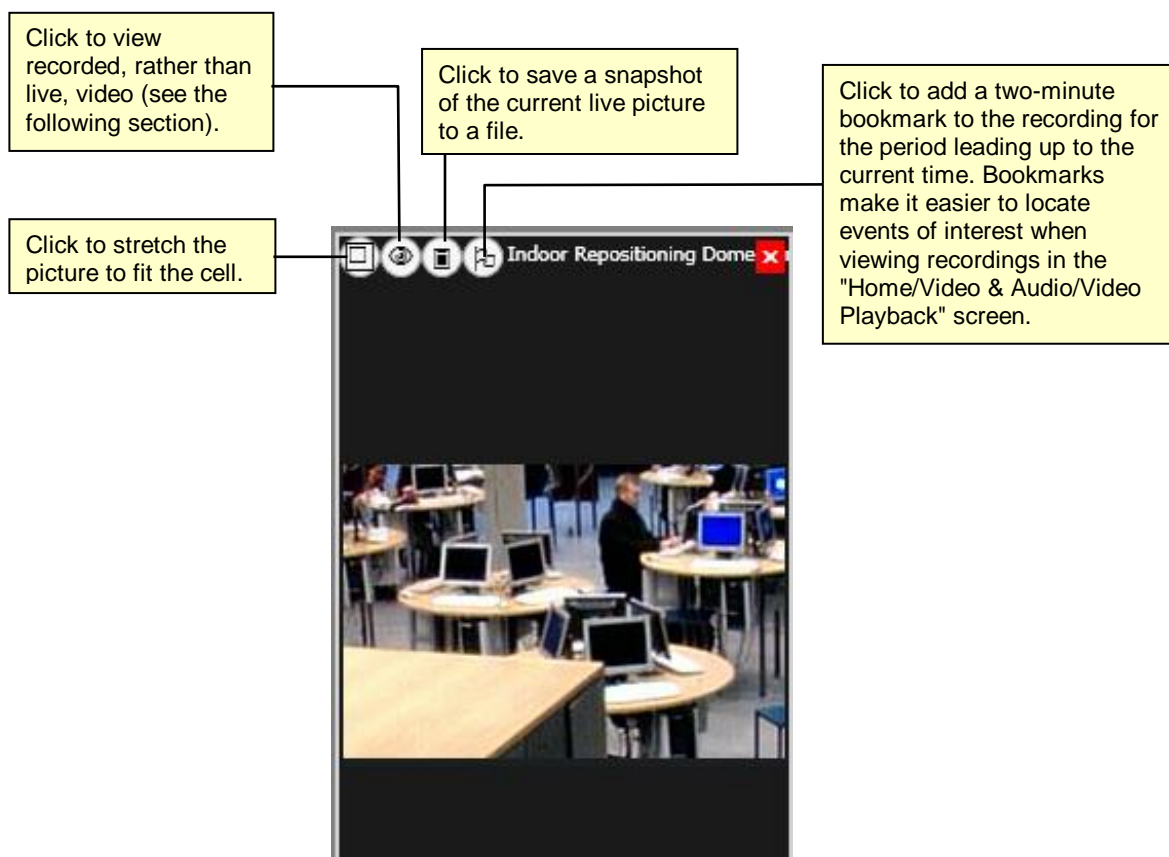 Click to view
recorded, rather than
live, video (see the
following section).
Click to save a snapshot
of the current live picture
to a file.
Click to add a two-minute
bookmark to the recording for
the period leading up to the
current time. Bookmarks
make it easier to locate
events of interest when
viewing recordings in the
"Home/Video & Audio/Video
Playback" screen.
Click to stretch the
picture to fit the cell.
Indoor Repositioning Dome